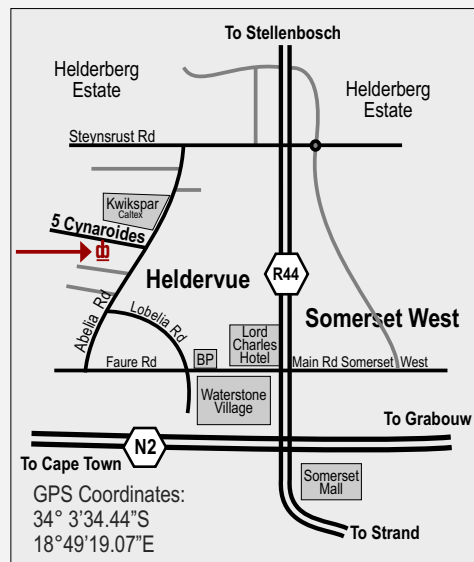 To Stellenbosch
Helderberg
Estate
Helderberg
Estate
Steynsrust Rd
Kwikspar
Caltex
5 Cynaroides
Heldervue
R44
Somerset West
Abelia Rd
Lobelia Rd
Lord
Charles
Hotel
BP
Faure Rd
Main Rd Somerset West
Waterstone
Village
To Grabouw
N2
To Cape Town
Somerset
Mall
GPS Coordinates:
34° 3'34.44"S
18°49'19.07"E
To Strand